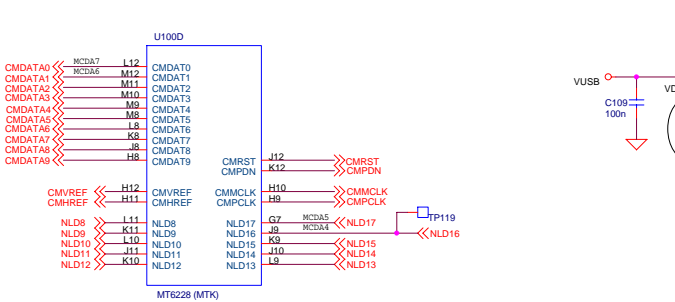 U100D
CMDATA0 MCDA7 L12 CMDAT0
CMDATA1 MCDA6 M12 CMDAT1
CMDATA2 M11 CMDAT2
CMDATA3 M10 CMDAT3
CMDATA4 M9 CMDAT4
CMDATA5 M8 CMDAT5
CMDATA6 L8 CMDAT6
CMDATA7 K8 CMDAT7
CMDATA8 J8 CMDAT8
CMDATA9 H8 CMDAT9
CMRST J12 CMRST
CMPDN K12 CMPDN
CMVREF H12 CMVREF CMMCLK H10 CMMCLK
CMHREF H11 CMHREF CMPCLK H9 CMPCLK
NLD8 L11 NLD8 NLD17 G7 MCDA5 NLD17 TP119
NLD9 K11 NLD9 NLD16 J9 MCDA4 NLD16
NLD10 L10 NLD10 NLD15 K9 NLD15
NLD11 J11 NLD11 NLD14 J10 NLD14
NLD12 K10 NLD12 NLD13 L9 NLD13
MT6228 (MTK)
VUSB
VD
C109
100n